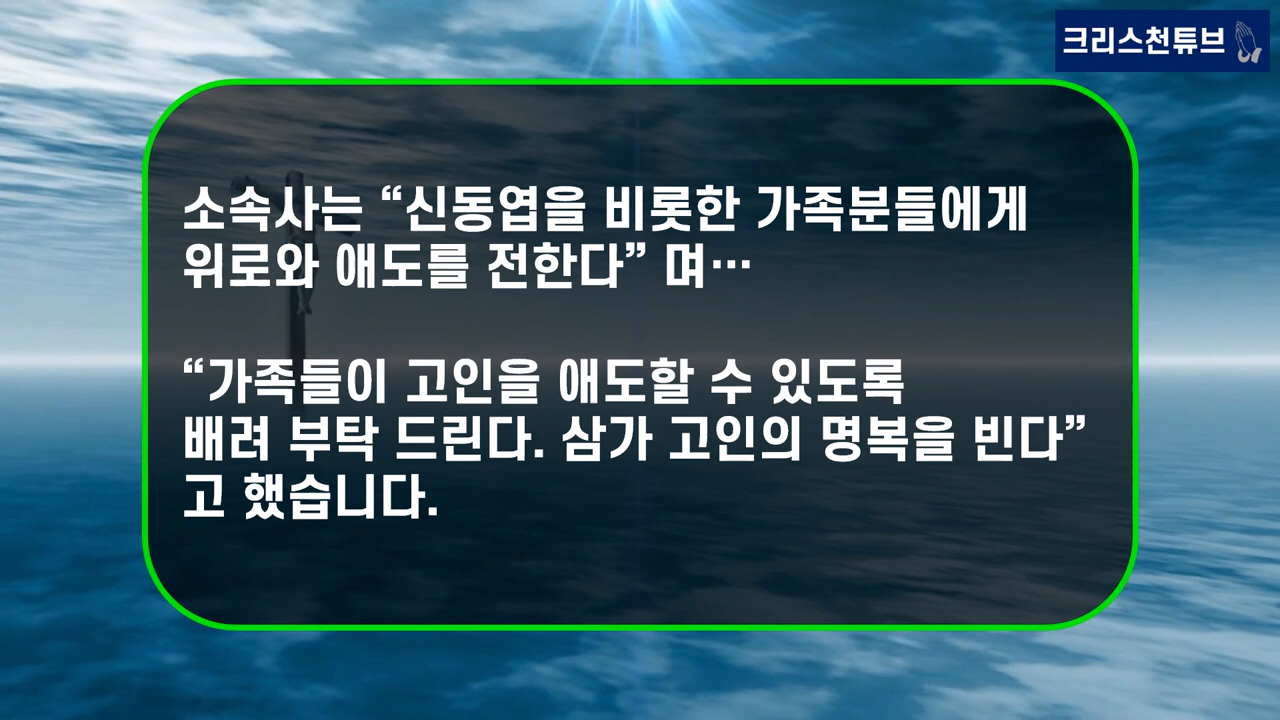 크리스천튜브
소속사는 “신동엽을 비롯한 가족분들에게
위로와 애도를 전한다” 며…
“가족들이 고인을 애도할 수 있도록
배려 부탁 드린다. 삼가 고인의 명복을 빈다”
고 했습니다.